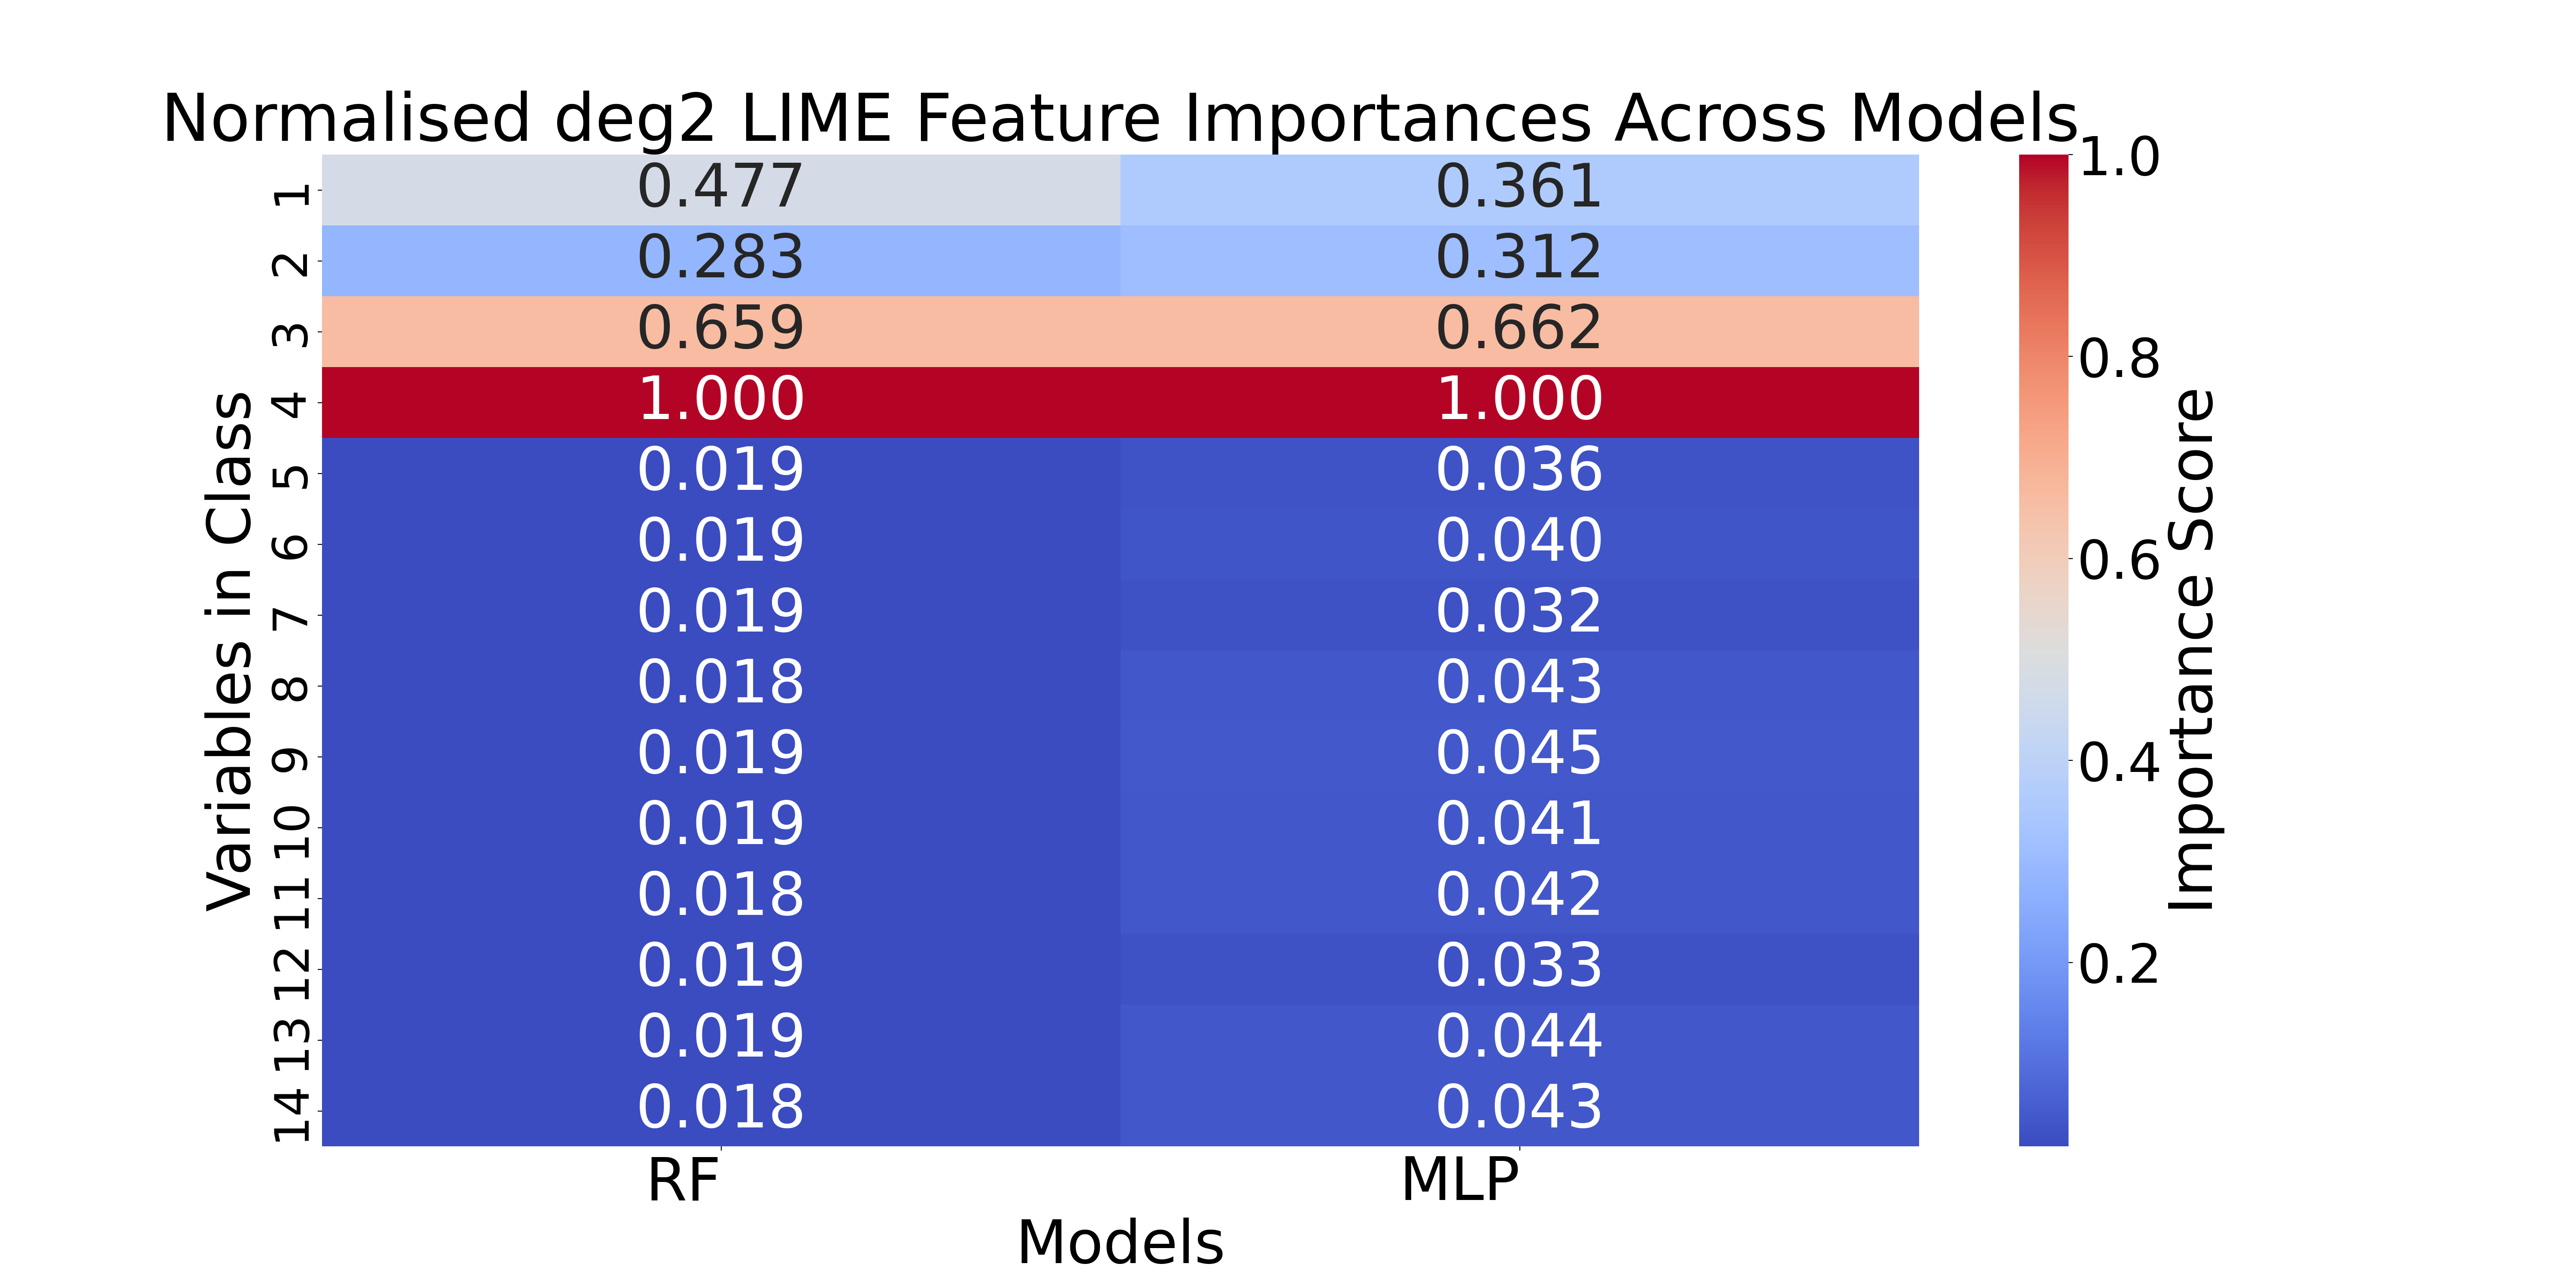 Normalised deg2 LIME Feature Importances Across Models
1 0.477 0.361
2 0.283 0.312
3 0.659 0.662
4 1.000 1.000
5 0.019 0.036
6 0.019 0.040
7 0.019 0.032
8 0.018 0.043
9 0.019 0.045
10 0.019 0.041
11 0.018 0.042
12 0.019 0.033
13 0.019 0.044
14 0.018 0.043
Variables in Class
RF MLP
Models
1.0
0.8
0.6
0.4
0.2
Importance Score